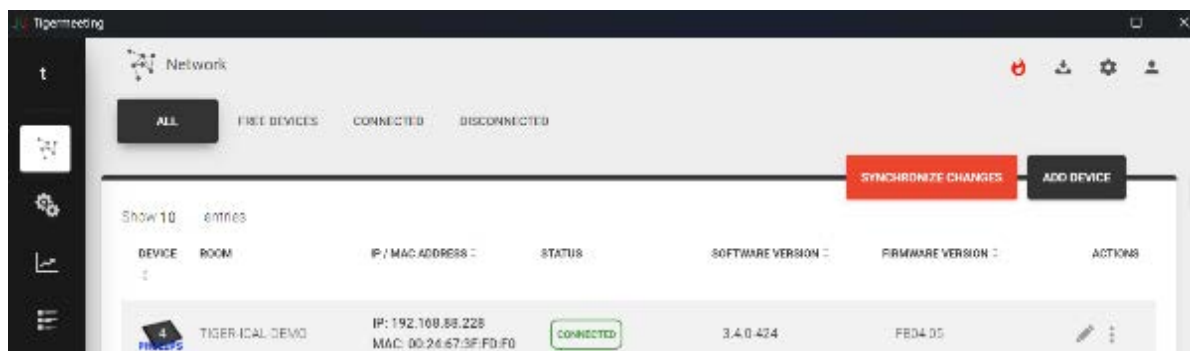 Tigermeeting
t
Network
ALL FREE DEVICES CONNECTED DISCONNECTED
SYNCHRONIZE CHANGES ADD DEVICE
Show 10 entries
DEVICE ROOM IP / MAC ADDRESS STATUS SOFTWARE VERSION FIRMWARE VERSION ACTIONS
4
PHILIPS
TIGER-ICAL-DEMO IP: 192.168.88.228 CONNECTED 3.4.0-424 FB04.05
MAC: 00:24:67:3F:FD:F0